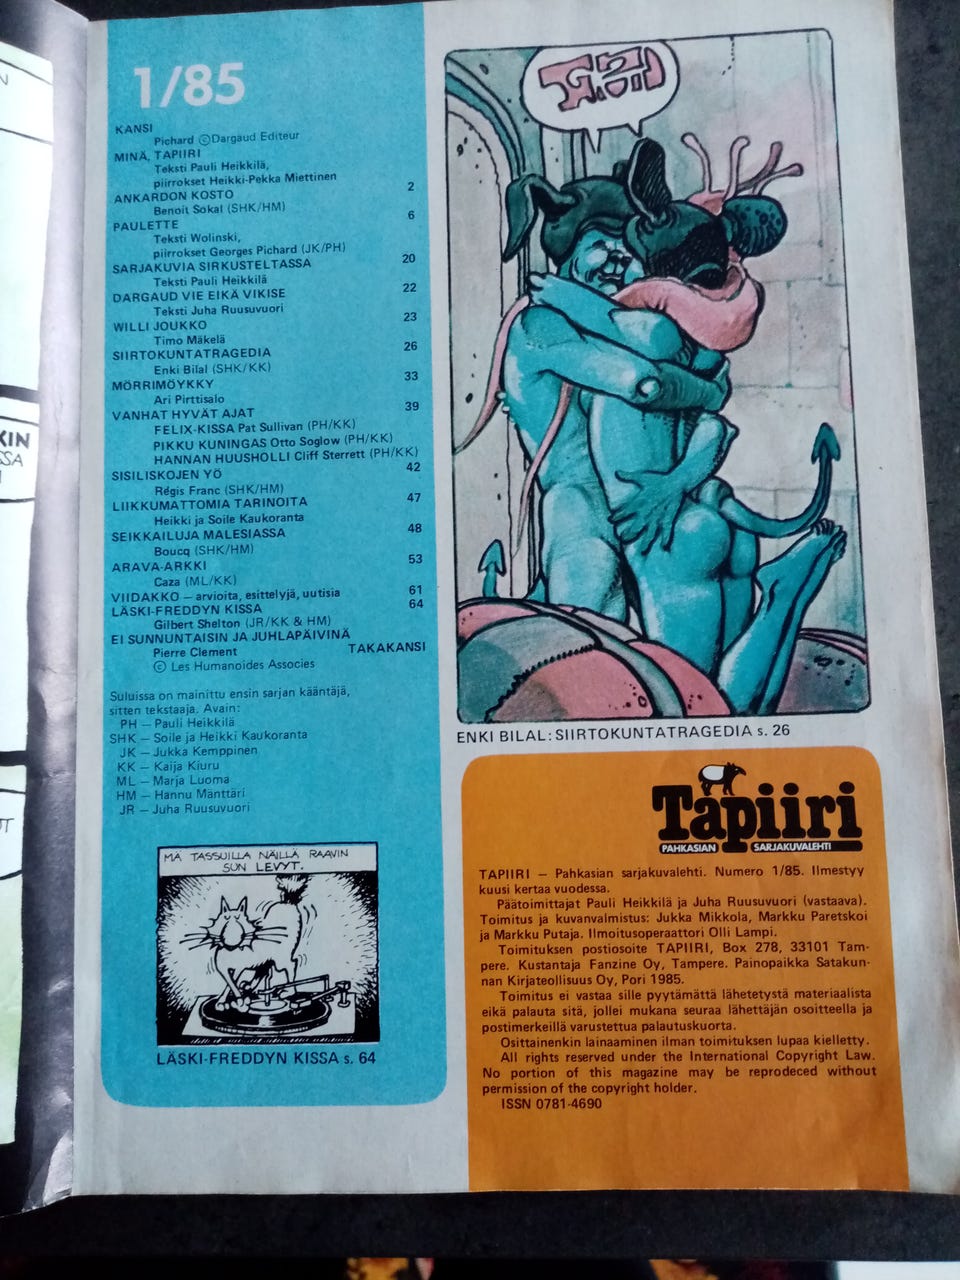 1/85
KANSI
Pichard ©Dargaud Editeur
MINÄ, TAPIIRI
Teksti Pauli Heikkilä,
piirrokset Heikki-Pekka Miettinen
2
ANKARDON KOSTO
Benoit Sokal (SHK/HM)
6
PAULETTE
Teksti Wolinski,
piirrokset Georges Pichard (JK/PH)
20
SARJAKUVIA SIRKUSTELTASSA
Teksti Pauli Heikkilä
22
DARGAUD VIE EIKÄ VIKISE
Teksti Juha Ruusuvuori
23
WILLI JOUKKO
Timo Mäkelä
26
SIIRTOKUNTATRAGEDIA
Enki Bilal (SHK/KK)
33
MÖRRIMÖYKKY
Ari Pirttisalo
39
VANHAT HYVÄT AJAT
FELIX-KISSA Pat Sullivan (PH/KK)
PIKKU KUNINGAS Otto Soglow (PH/KK)
HANNAN HUUSHOLLI Cliff Sterrett (PH/KK)
42
SISILISKOJEN YÖ
Régis Franc (SHK/HM)
47
LIIKKUMATTOMIA TARINOITA
Heikki ja Soile Kaukoranta
48
SEIKKAILUJA MALESIASSA
Boucq (SHK/HM)
53
ARAVA-ARKKI
Caza (ML/KK)
VIIDAKKO — arvioita, esittelyjä, uutisia 61
LÄSKI-FREDDYN KISSA 64
Gilbert Shelton (JR/KK & HM)
EI SUNNUNTAISIN JA JUHLAPÄIVINÄ
Pierre Clement TAKAKANSI
© Les Humanoides Associes
Suluissa on mainittu ensin sarjan kääntäjä,
sitten tekstaaja. Avain:
PH — Pauli Heikkilä
SHK — Soile ja Heikki Kaukoranta
JK — Jukka Kemppinen
KK — Kaija Kiuru
ML — Marja Luoma
HM — Hannu Mänttäri
JR — Juha Ruusuvuori
MÄ TASSUILLA NÄILLÄ RAAVIN
SUN LEVYT.
LÄSKI-FREDDYN KISSA s. 64
ENKI BILAL: SIIRTOKUNTATRAGEDIA s. 26
Tapiiri
PAHKASIAN SARJAKUVALEHTI
TAPIIRI — Pahkasian sarjakuvalehti. Numero 1/85. Ilmestyy
kuusi kertaa vuodessa.
Päätoimittajat Pauli Heikkilä ja Juha Ruusuvuori (vastaava).
Toimitus ja kuvanvalmistus: Jukka Mikkola, Markku Paretskoi
ja Markku Putaja. Ilmoitusoperaattori Olli Lampi.
Toimituksen postiosoite TAPIIRI, Box 278, 33101 Tam-
pere. Kustantaja Fanzine Oy, Tampere. Painopaikka Satakun-
nan Kirjateollisuus Oy, Pori 1985.
Toimitus ei vastaa sille pyytämättä lähetetystä materiaalista
eikä palauta sitä, jollei mukana seuraa lähettäjän osoitteella ja
postimerkeillä varustettua palautuskuorta.
Osittainenkin lainaaminen ilman toimituksen lupaa kielletty.
All rights reserved under the International Copyright Law.
No portion of this magazine may be reprodeced without
permission of the copyright holder.
ISSN 0781-4690